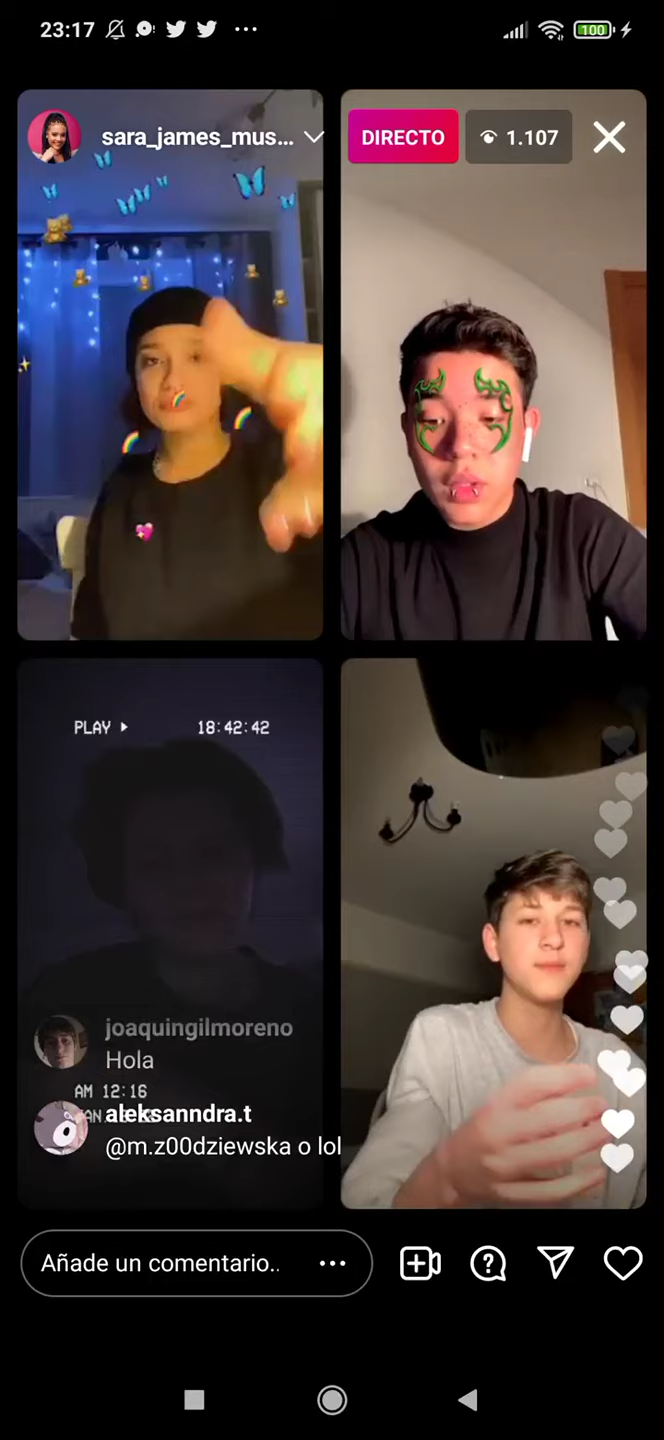 23:17
100
sara_james_mus...
DIRECTO
1.107
PLAY
18:42:42
joaquingilmoreno
Hola
AM 12:16
aleksanndra.t
@m.z00dziewska o lol
Añade un comentario..